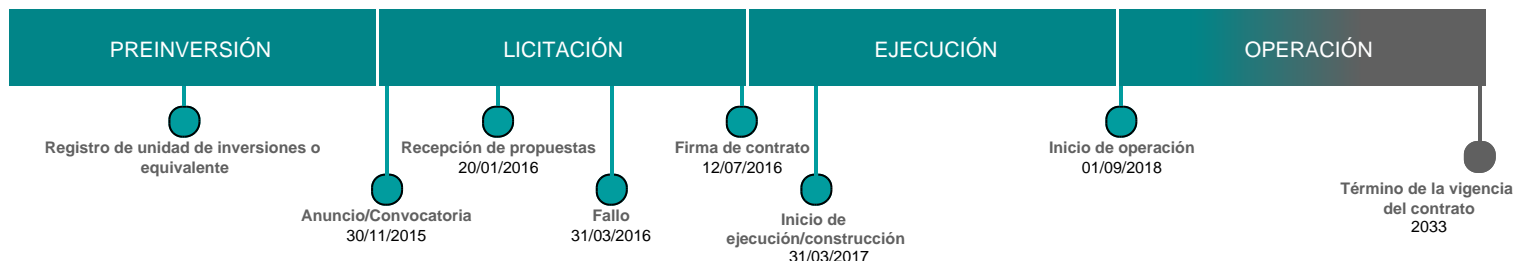 PREINVERSIÓN
LICITACIÓN
EJECUCIÓN
OPERACIÓN
Registro de unidad de inversiones o
equivalente
Anuncio/Convocatoria
30/11/2015
Recepción de propuestas
20/01/2016
Fallo
31/03/2016
Firma de contrato
12/07/2016
Inicio de
ejecución/construcción
31/03/2017
Inicio de operación
01/09/2018
Término de la vigencia
del contrato
2033